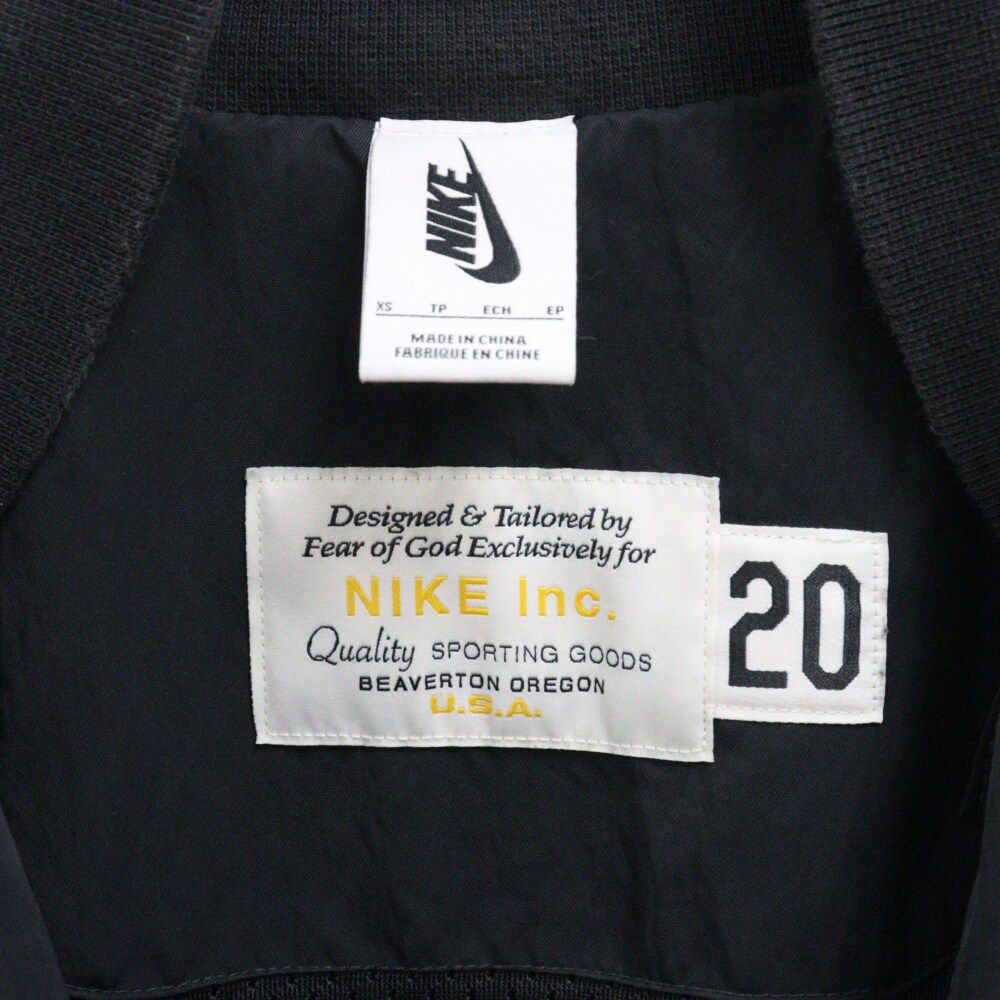 NIKE
XS TP ECH EP
MADE IN CHINA
FABRIQUE EN CHINE
Designed & Tailored by
Fear of God Exclusively for
NIKE Inc.
Quality SPORTING GOODS
BEAVERTON OREGON
U.S.A.
20